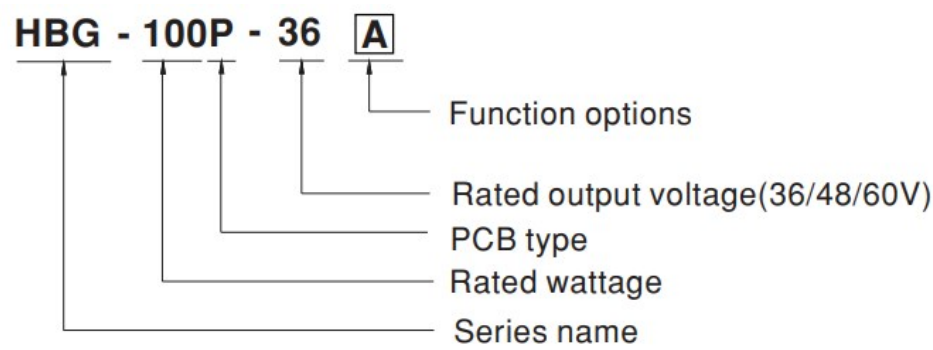 HBG - 100P - 36 A
Function options
Rated output voltage(36/48/60V)
PCB type
Rated wattage
Series name